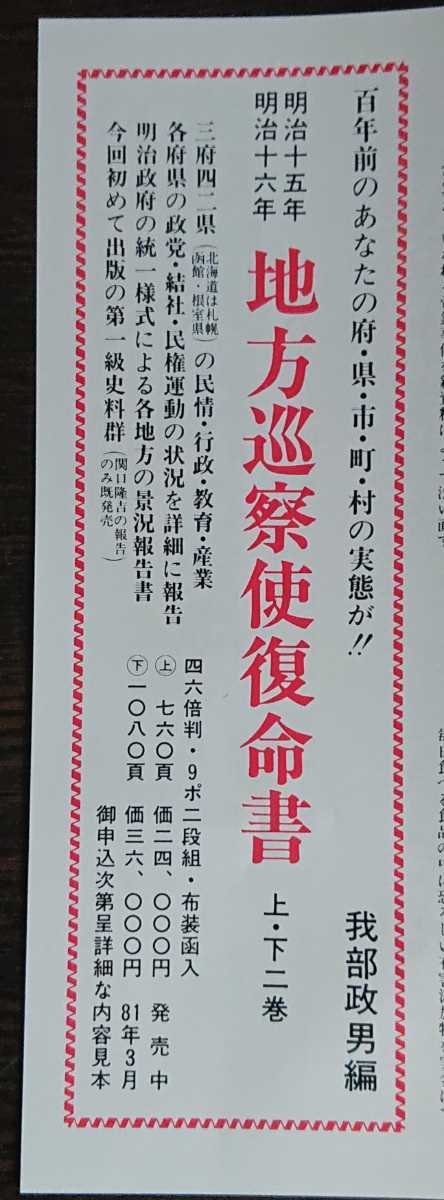 百年前のあなたの府・県・市・町・村の実態が!!
我部政男編
明治十五年
明治十六年
地方巡察使復命書
上・下二巻
三府四二県(北海道は札幌函館・根室県)の民情・行政・教育・産業
各府県の政党・結社・民権運動の状況を詳細に報告
明治政府の統一様式による各地方の景況報告書
今回初めて出版の第一級史料群(関口隆吉の報告のみ既発売)
四六倍判・9ポ二段組・布装函入
㊤七六〇頁 価二四、〇〇〇円 発売中
㊦一〇八〇頁 価三六、〇〇〇円 81年3月
御申込次第呈詳細な内容見本